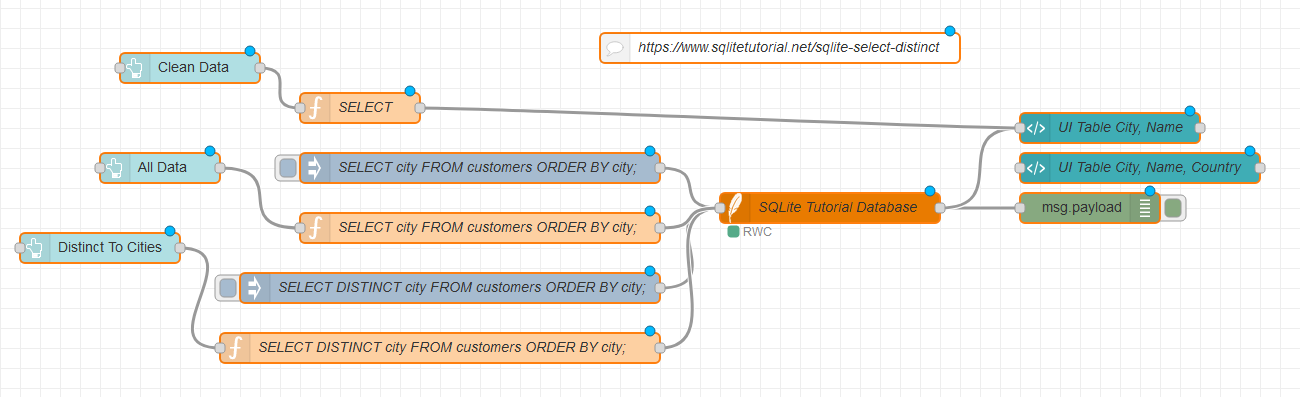 https://www.sqlitetutorial.net/sqlite-select-distinct
Clean Data
SELECT
UI Table City, Name
All Data
SELECT city FROM customers ORDER BY city;
UI Table City, Name, Country
SELECT city FROM customers ORDER BY city;
SQLite Tutorial Database
msg.payload
RWC
Distinct To Cities
SELECT DISTINCT city FROM customers ORDER BY city;
SELECT DISTINCT city FROM customers ORDER BY city;